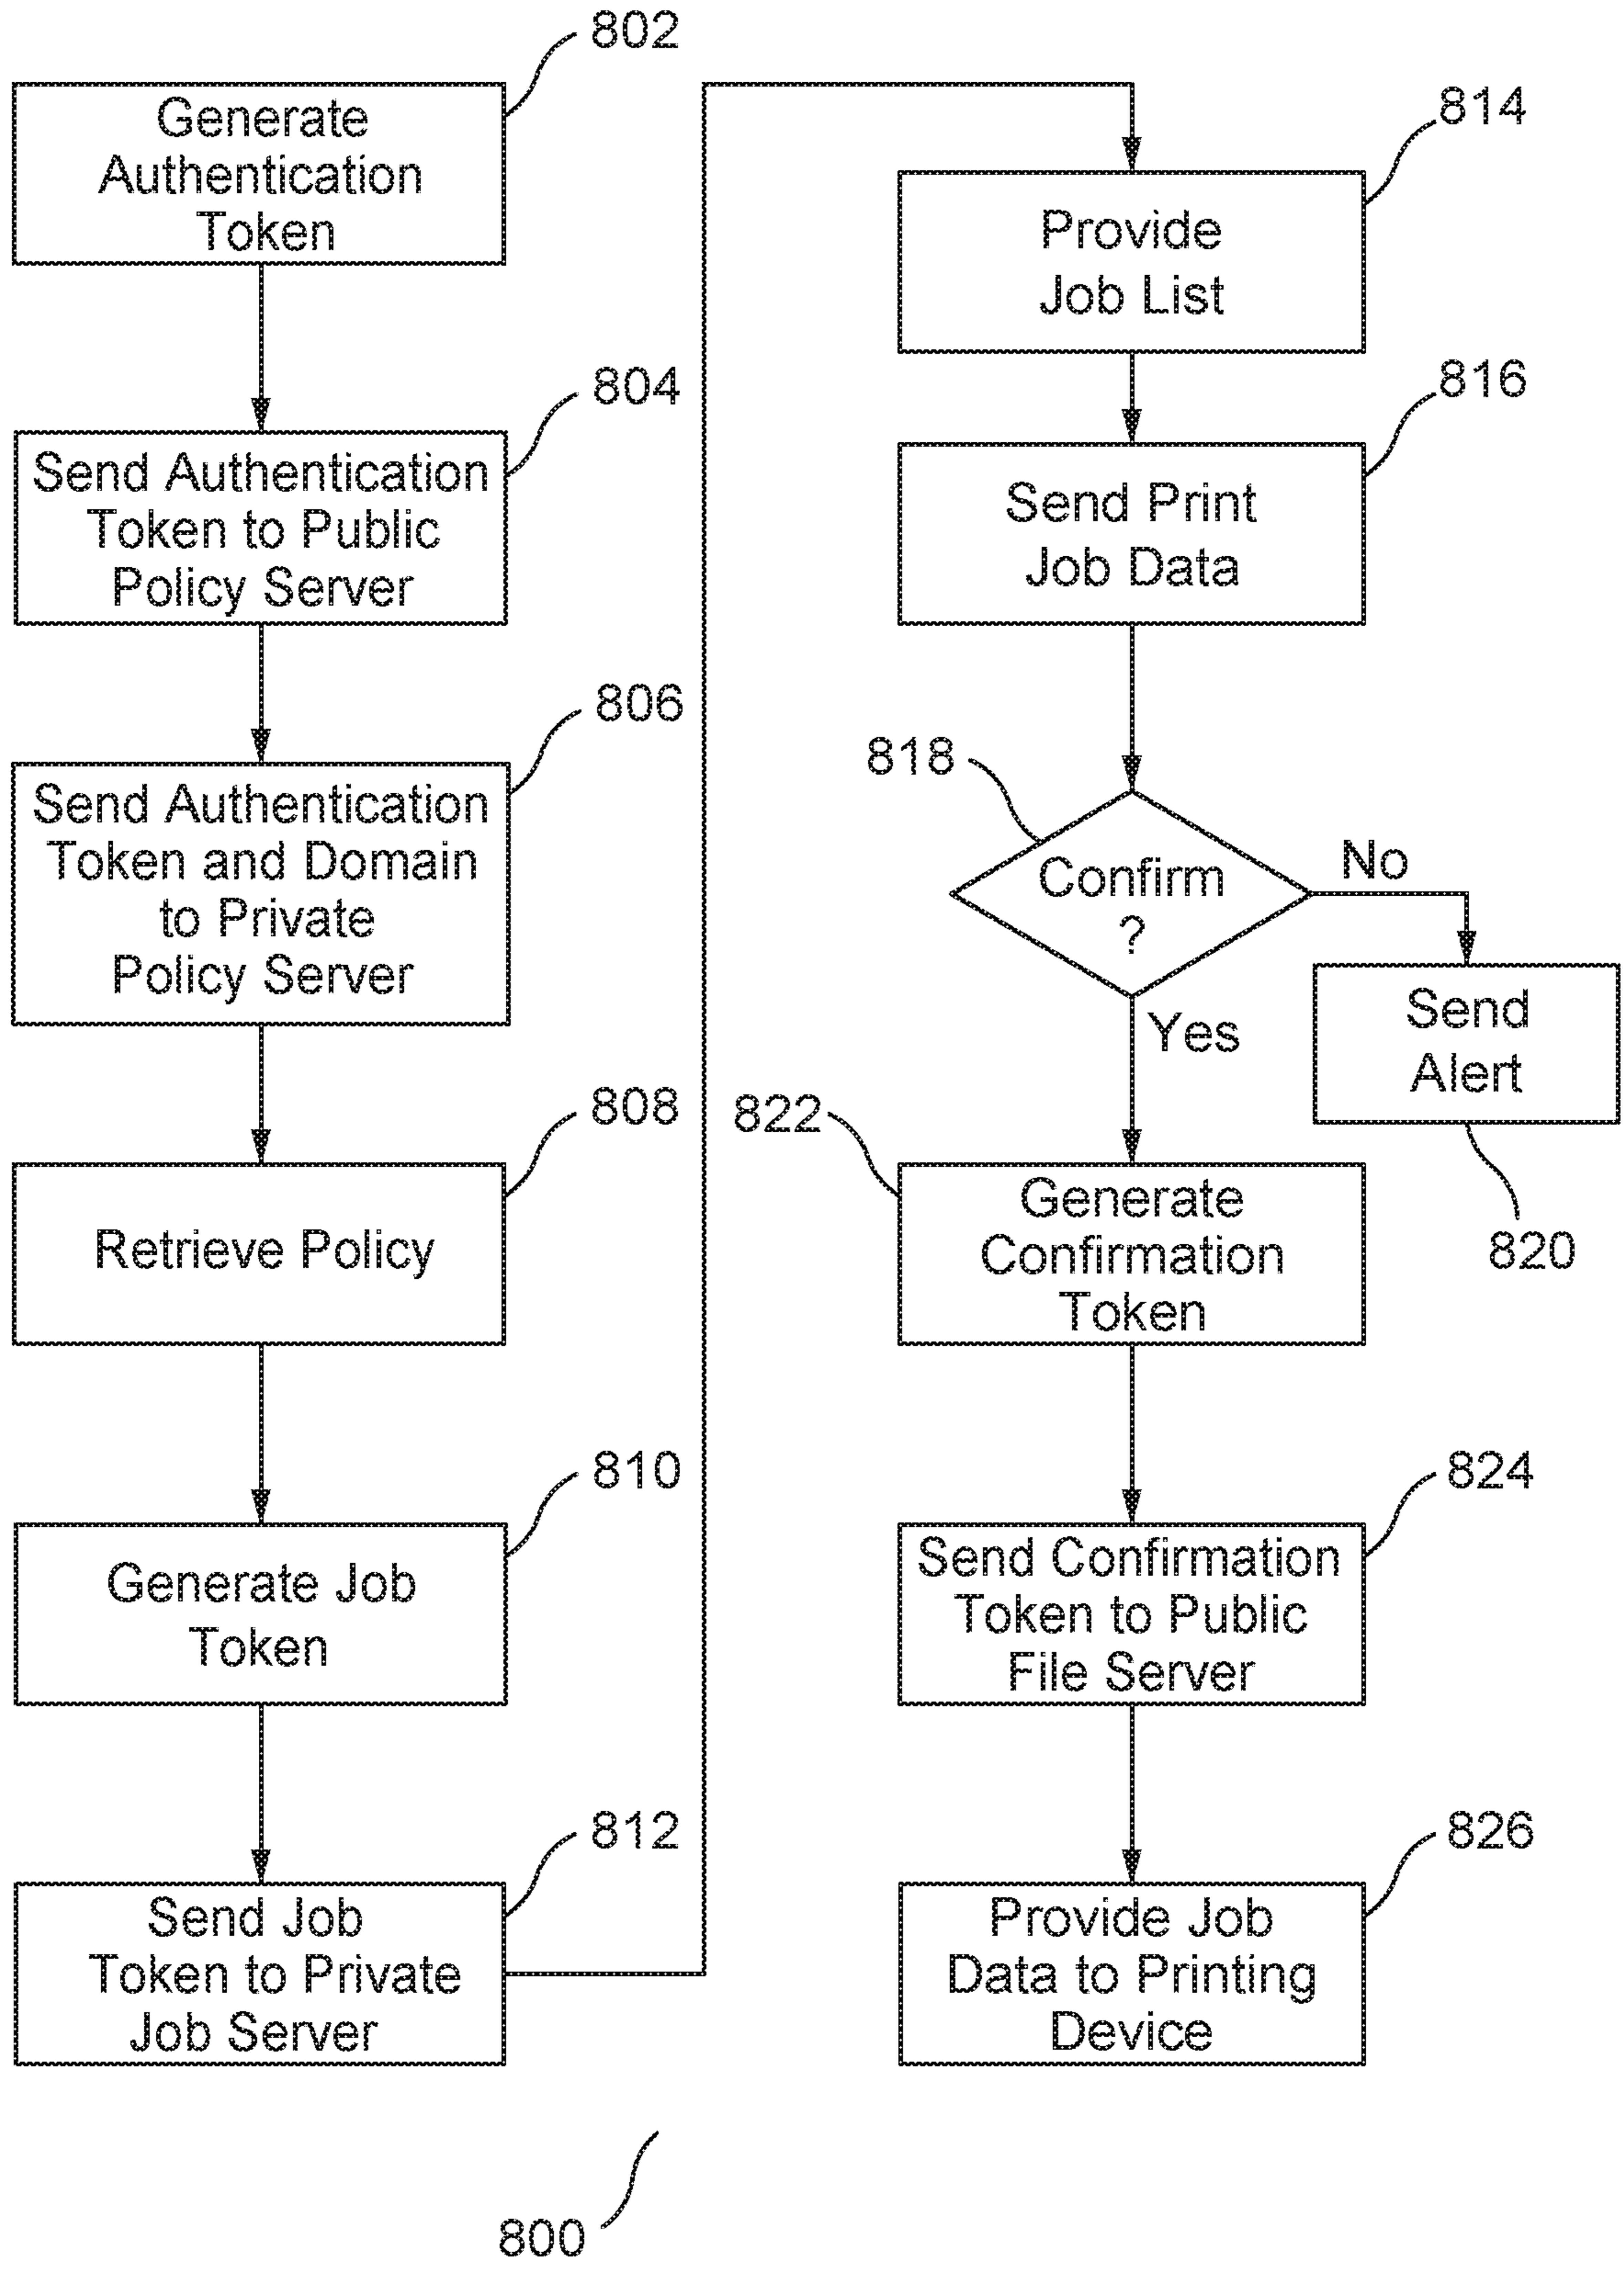 802
Generate
Authentication
Token
804
Send Authentication
Token to Public
Policy Server
806
Send Authentication
Token and Domain
to Private
Policy Server
808
Retrieve Policy
810
Generate Job
Token
812
Send Job
Token to Private
Job Server
814
Provide
Job List
816
Send Print
Job Data
818
Confirm
?
No
Yes
Send
Alert
820
822
Generate
Confirmation
Token
824
Send Confirmation
Token to Public
File Server
826
Provide Job
Data to Printing
Device
800